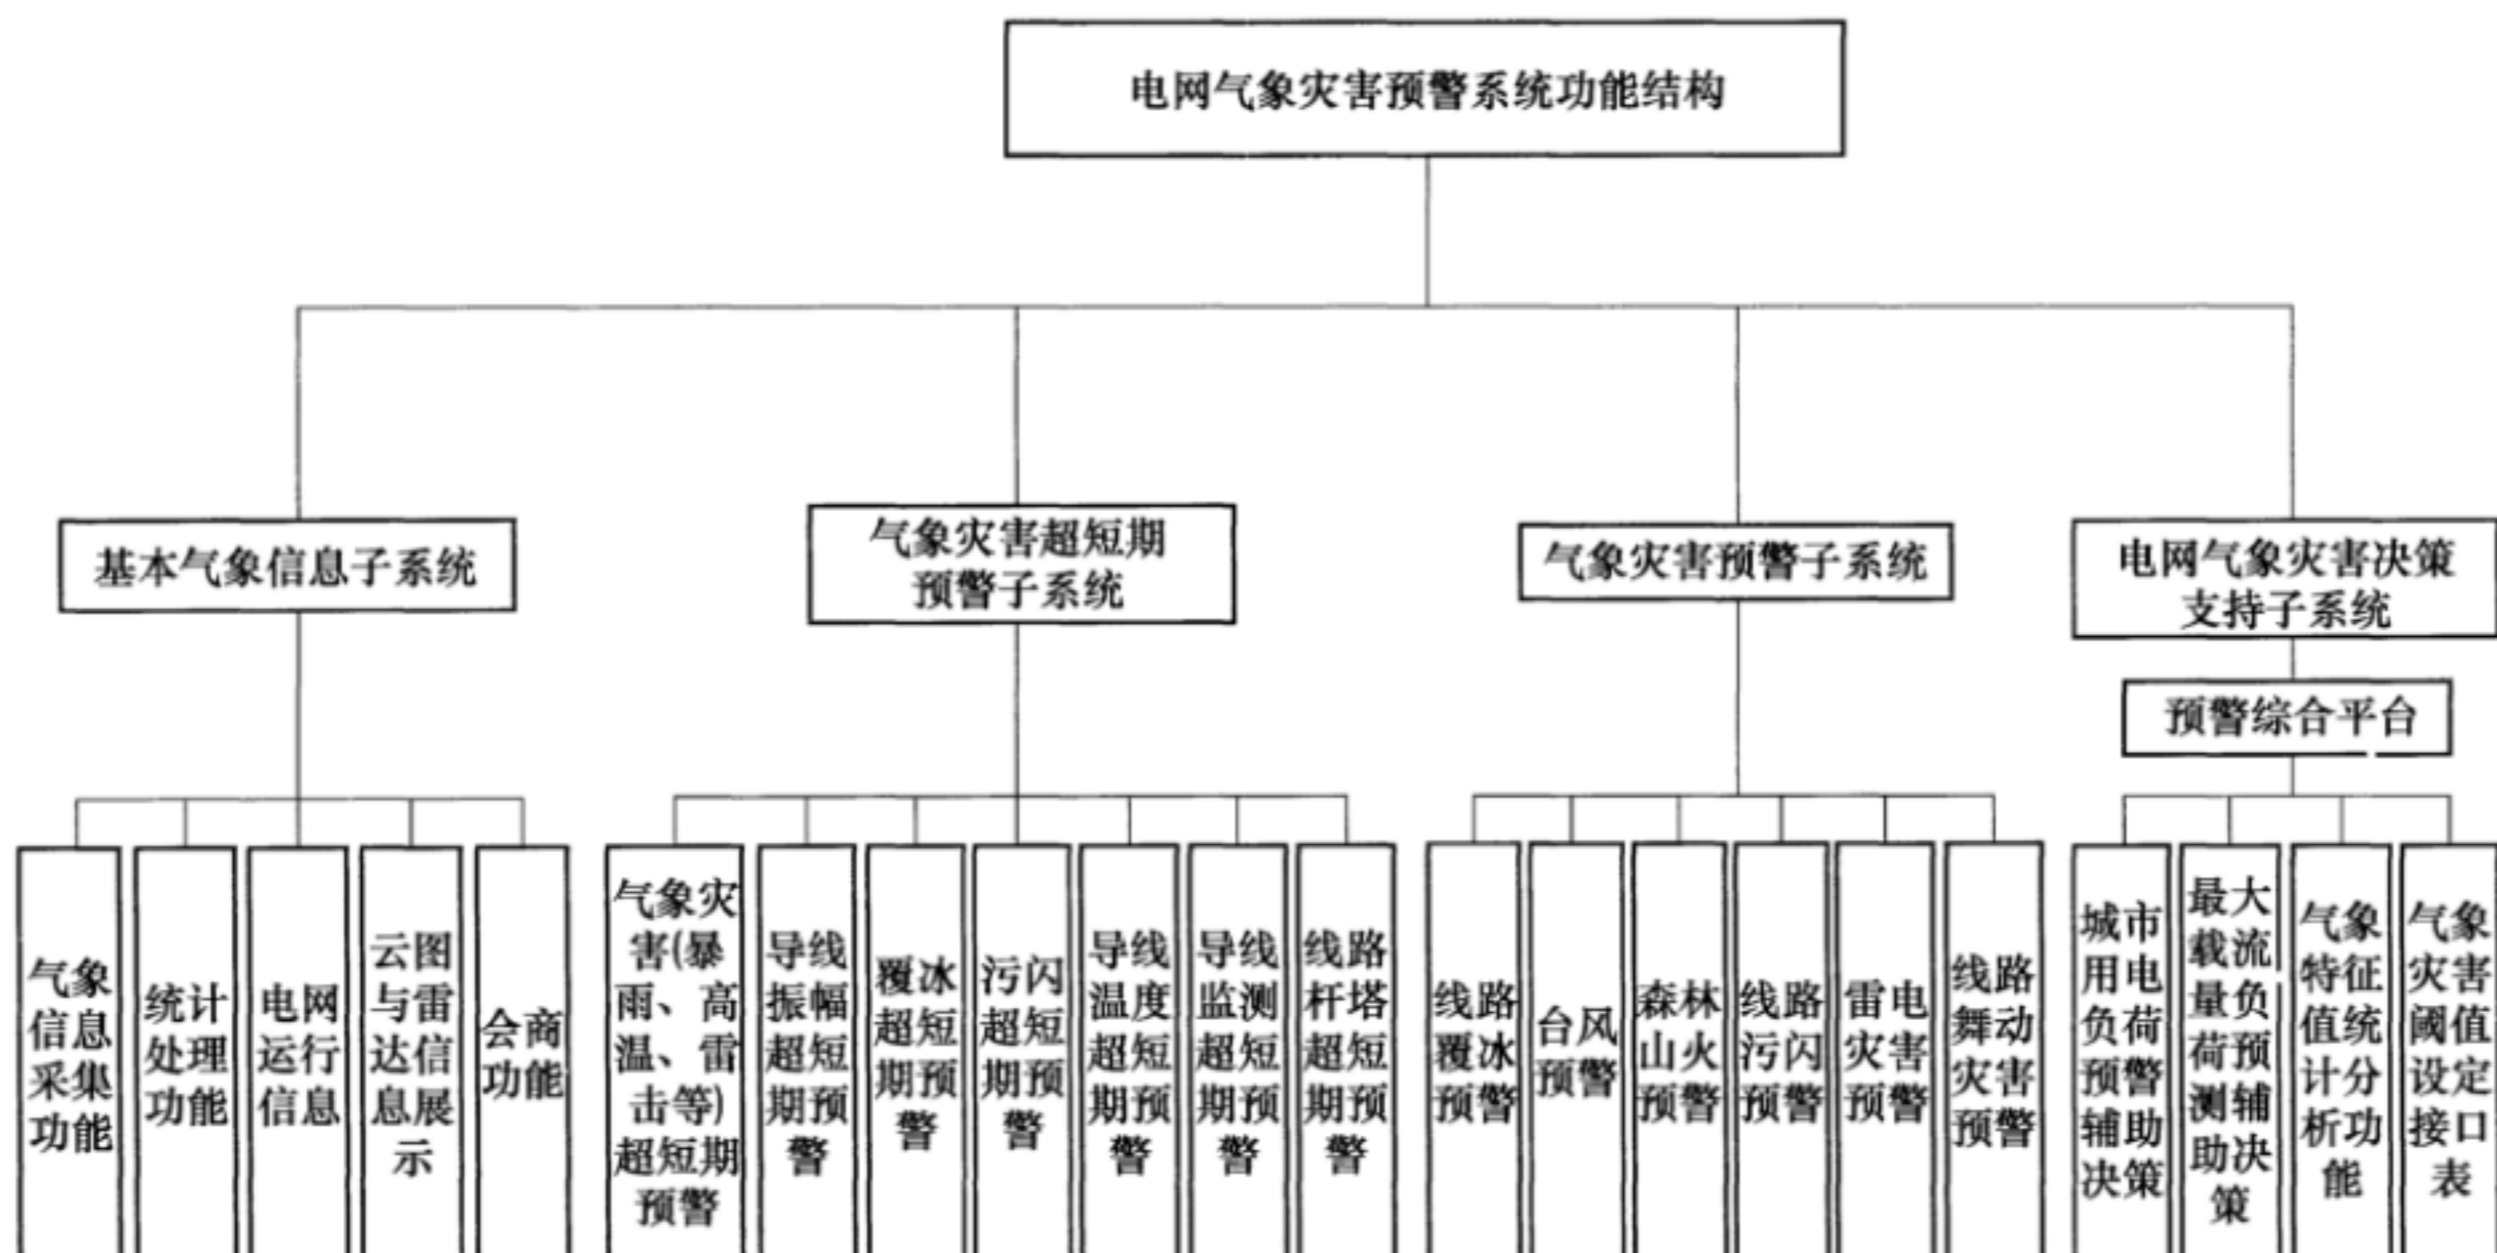 电网气象灾害预警系统功能结构
基本气象信息子系统
气象灾害超短期
预警子系统
气象灾害预警子系统
电网气象灾害决策
支持子系统
预警综合平台
气象
信息
采集
功能
统计
处理
功能
电网
运行
信息
云图
与雷
达信
息展
示
会商
功能
气象灾
害(暴
雨、高
温、雷
击等)
超短期
预警
导线
振幅
超短
期预
警
覆冰
超短
期预
警
污闪
超短
期预
警
导线
温度
超短
期预
警
导线
监测
超短
期预
警
线路
杆塔
超短
期预
警
线路
覆冰
预警
台风
预警
森林
山火
预警
线路
污闪
预警
雷电
灾害
预警
线路
舞动
灾害
预警
城市
用电
负荷
预警
辅助
决策
最大
载流
量负
荷预
测辅
助决
策
气象
特征
值统
计分
析功
能
气象
灾害
阈值
设定
接口
表